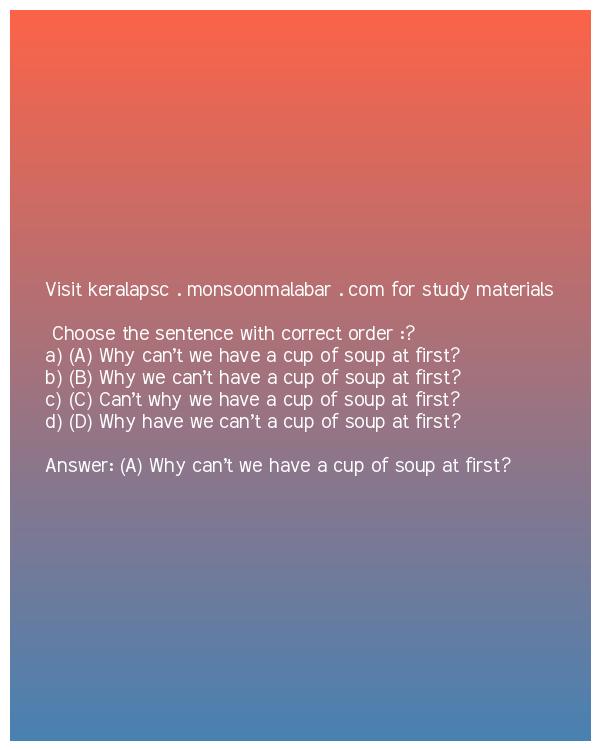 Visit keralapsc . monsoonmalabar . com for study materials
Choose the sentence with correct order :?
a) (A) Why can't we have a cup of soup at first?
b) (B) Why we can't have a cup of soup at first?
c) (C) Can't why we have a cup of soup at first?
d) (D) Why have we can't a cup of soup at first?
Answer: (A) Why can't we have a cup of soup at first?